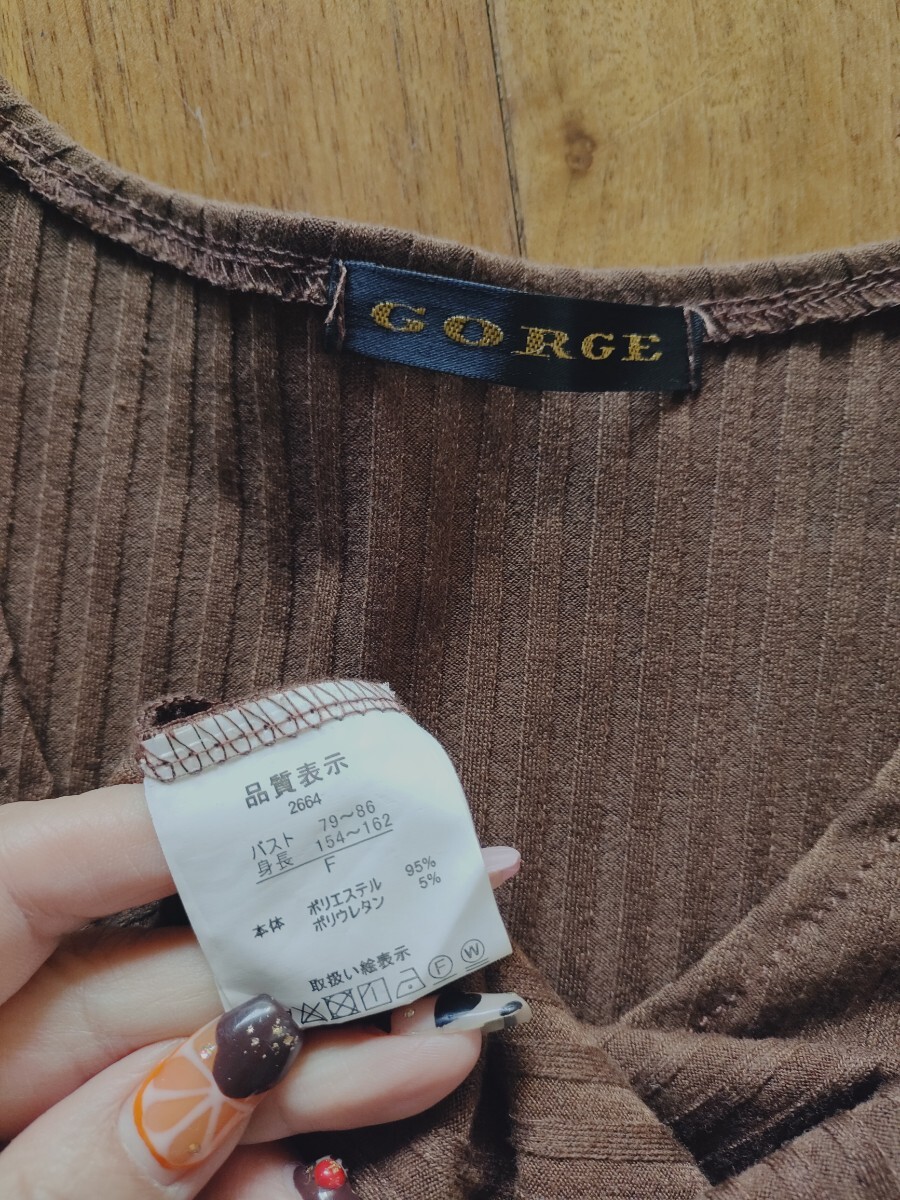 GORGE
品質表示
2664
バスト 79～86
身長 154～162
F
本体 ポリエステル 95%
ポリウレタン 5%
取扱い絵表示
F W